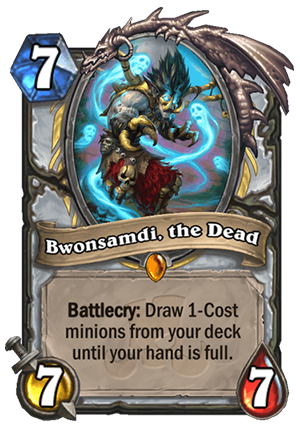 7
Bwonsamdi, the Dead
Battlecry: Draw 1-Cost
minions from your deck
until your hand is full.
7
7